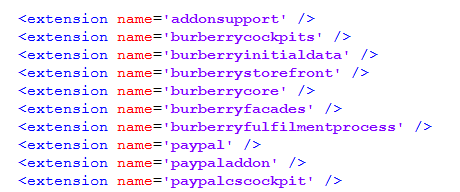 <extension name='addonsupport' />
<extension name='burberrycockpits' />
<extension name='burberryinitialdata' />
<extension name='burberrystorefront' />
<extension name='burberrycore' />
<extension name='burberryfacades' />
<extension name='burberryfulfilmentprocess' />
<extension name='paypal' />
<extension name='paypaladdon' />
<extension name='paypalcscockpit' />